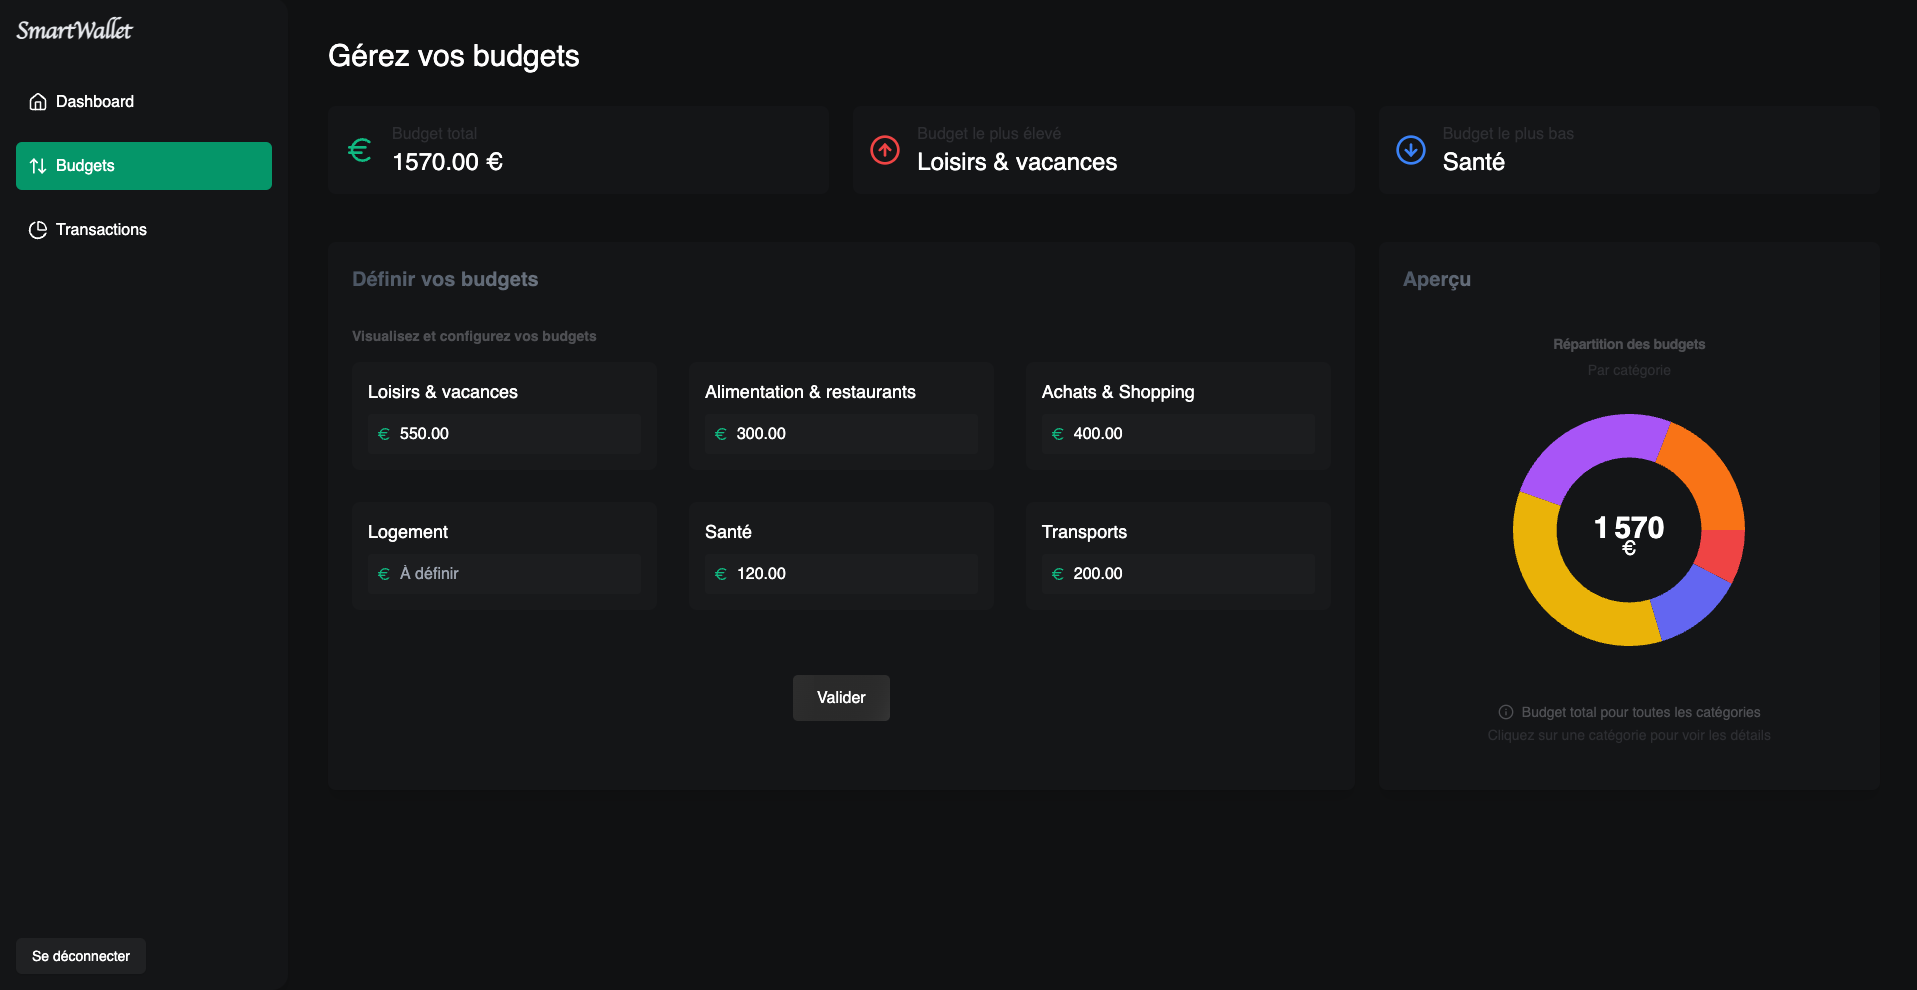 SmartWallet
Dashboard
Budgets
Transactions
Se déconnecter
Gérez vos budgets
Budget total
1570.00 €
Budget le plus élevé
Loisirs & vacances
Budget le plus bas
Santé
Définir vos budgets
Visualisez et configurez vos budgets
Loisirs & vacances
€ 550.00
Alimentation & restaurants
€ 300.00
Achats & Shopping
€ 400.00
Logement
€ À définir
Santé
€ 120.00
Transports
€ 200.00
Valider
Aperçu
Répartition des budgets
Par catégorie
1 570
€
Budget total pour toutes les catégories
Cliquez sur une catégorie pour voir les détails